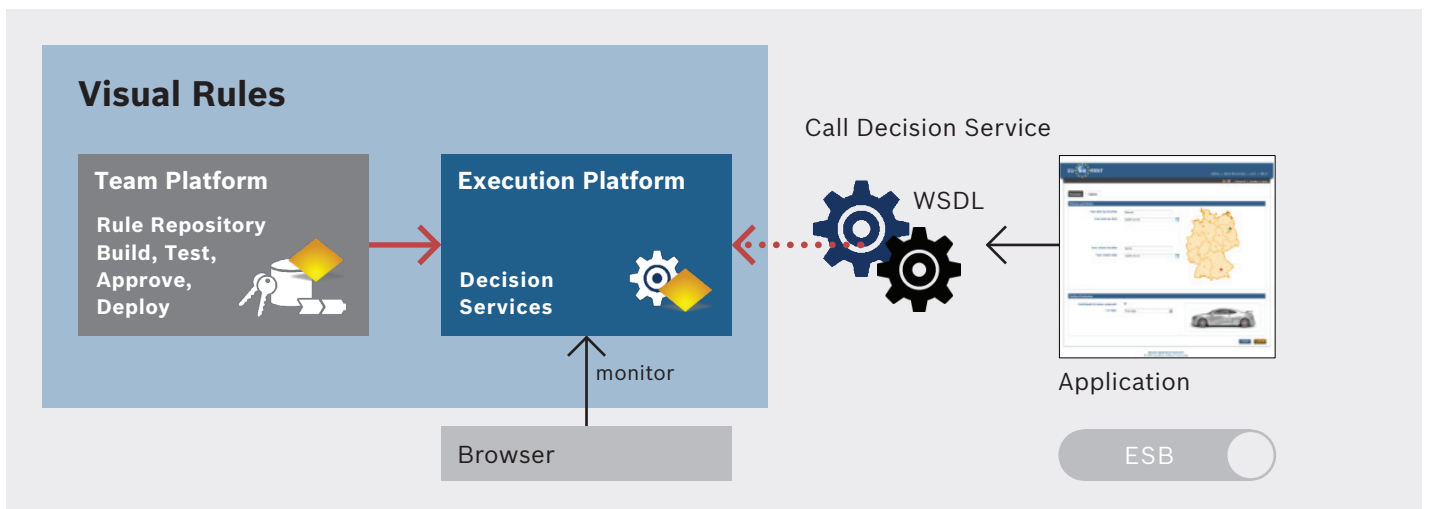 Visual Rules
Team Platform
Rule Repository
Build, Test,
Approve,
Deploy
Execution Platform
Decision
Services
monitor
Browser
Call Decision Service
WSDL
Application
ESB